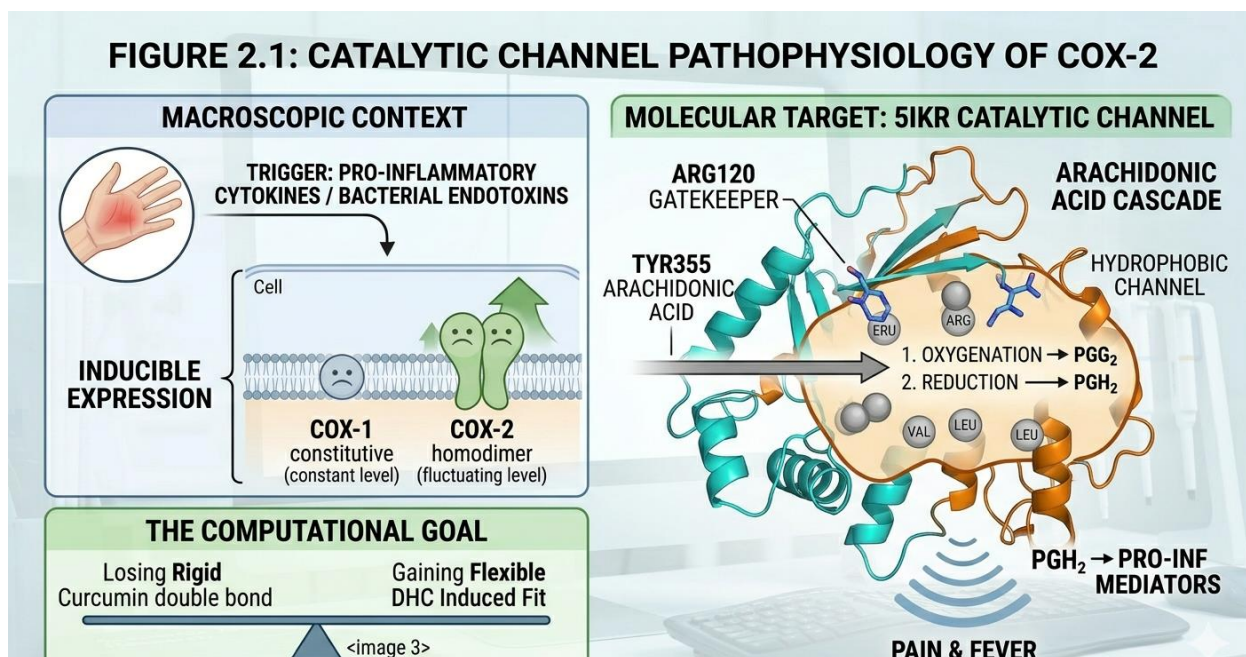 FIGURE 2.1: CATALYTIC CHANNEL PATHOPHYSIOLOGY OF COX-2
MACROSCOPIC CONTEXT
TRIGGER: PRO-INFLAMMATORY
CYTOKINES / BACTERIAL ENDOTOXINS
Cell
INDUCIBLE
EXPRESSION
COX-1
constitutive
(constant level)
COX-2
homodimer
(fluctuating level)
THE COMPUTATIONAL GOAL
Losing Rigid
Curcumin double bond
Gaining Flexible
DHC Induced Fit
<image 3>
MOLECULAR TARGET: 5IKR CATALYTIC CHANNEL
ARG120
GATEKEEPER
ARACHIDONIC
ACID CASCADE
TYR355
ARACHIDONIC
ACID
HYDROPHOBIC
CHANNEL
ERU
ARG
1. OXYGENATION → PGG₂
2. REDUCTION → PGH₂
VAL
LEU
LEU
PGH₂ → PRO-INF
MEDIATORS
PAIN & FEVER